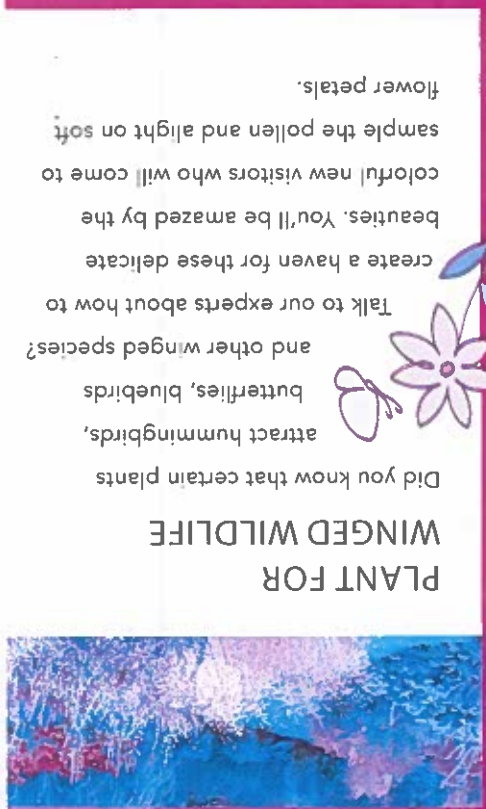 PLANT FOR
WINGED WILDLIFE
Did you know that certain plants
attract hummingbirds,
butterflies, bluebirds
and other winged species?
Talk to our experts about how to
create a haven for these delicate
beauties. You'll be amazed by the
colorful new visitors who will come to
sample the pollen and alight on soft
flower petals.